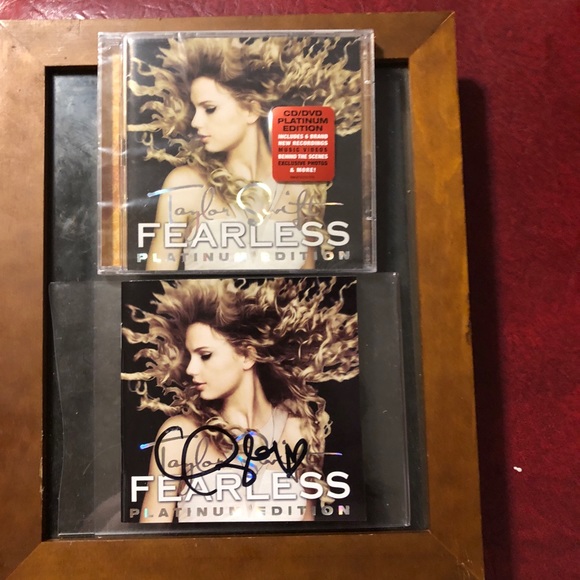 CD/DVD
PLATINUM
EDITION
INCLUDES 6 BRAND
NEW RECORDINGS
MUSIC VIDEOS
BEHIND THE SCENES
EXCLUSIVE PHOTOS
& MORE!
Taylor Swift
FEARLESS
PLATINUM EDITION
Taylor Swift
FEARLESS
PLATINUM EDITION